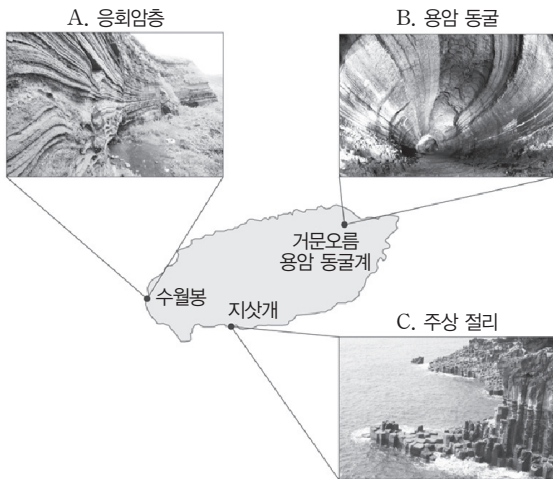 A. 응회암층
B. 용암 동굴
거문오름
용암 동굴계
수월봉
지삿개
C. 주상 절리